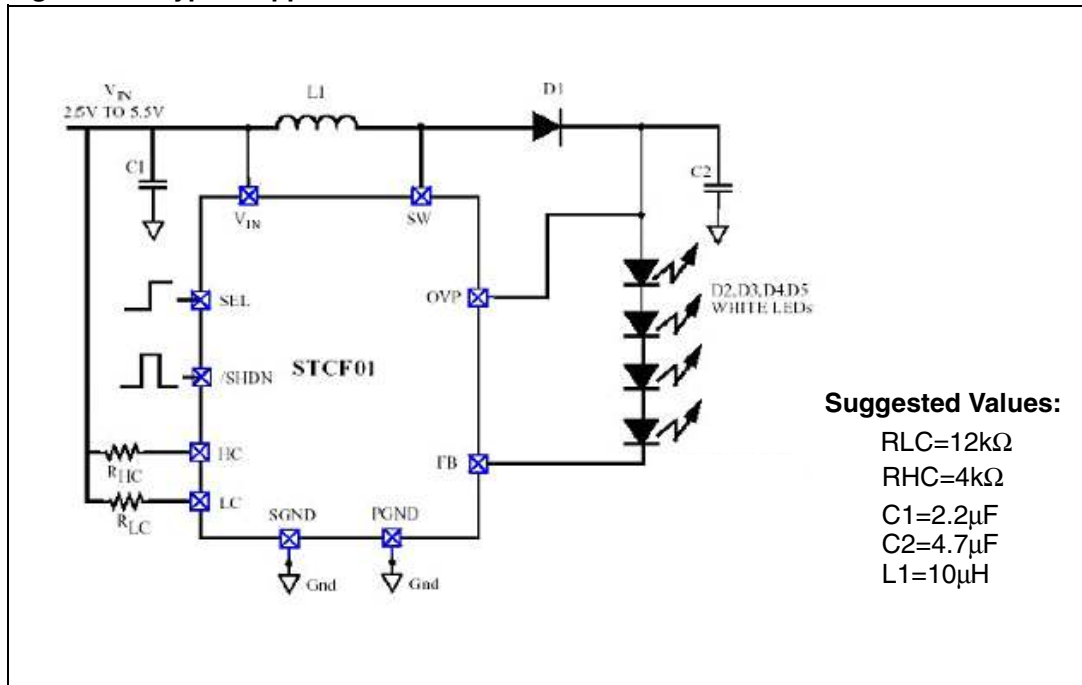 V_IN
2.5V TO 5.5V
L1
D1
C1
C2
V_IN
SW
SEL
OVP
D2,D3,D4,D5
WHITE LEDs
/SHDN
STCF01
HC
R_HC
FB
LC
R_LC
SGND
PGND
Gnd
Gnd
Suggested Values:
RLC=12kΩ
RHC=4kΩ
C1=2.2μF
C2=4.7μF
L1=10μH